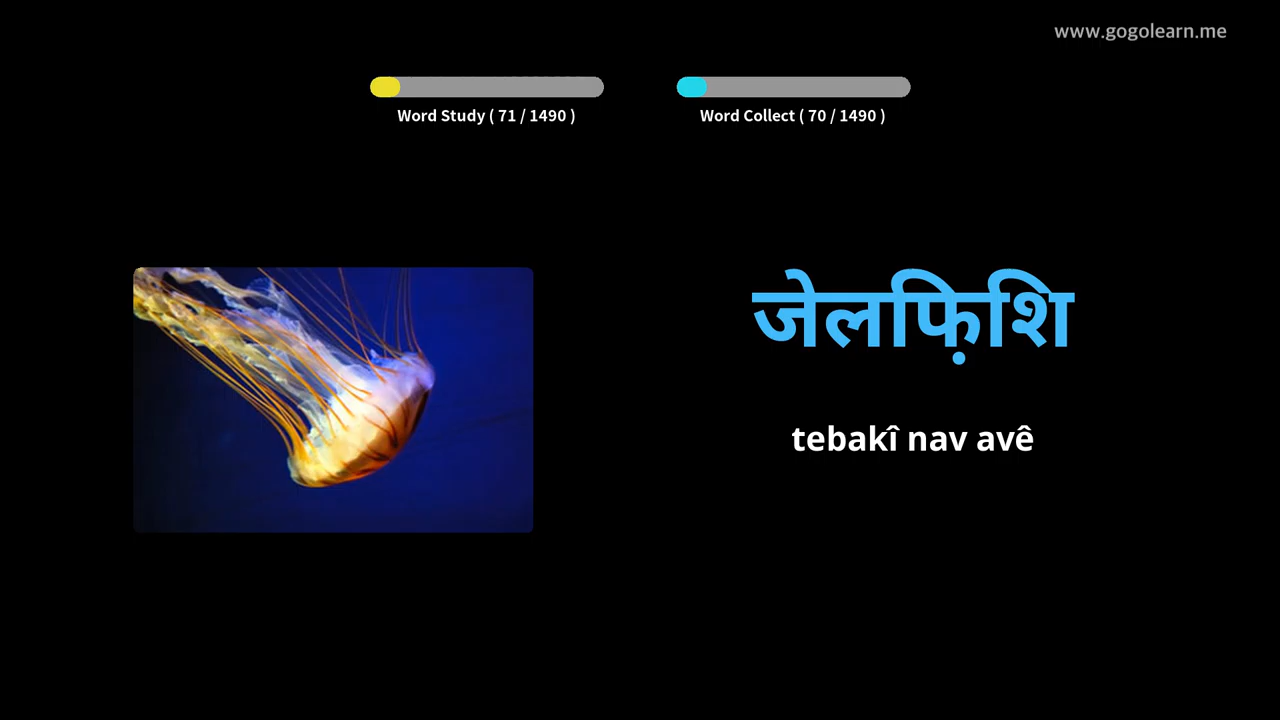 www.gogolearn.me
Word Study ( 71 / 1490 )
Word Collect ( 70 / 1490 )
जेलफ़िशि
tebakî nav avê